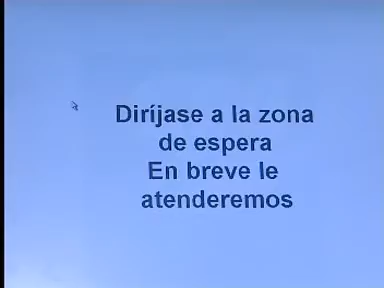 Diríjase a la zona
de espera
En breve le
atenderemos